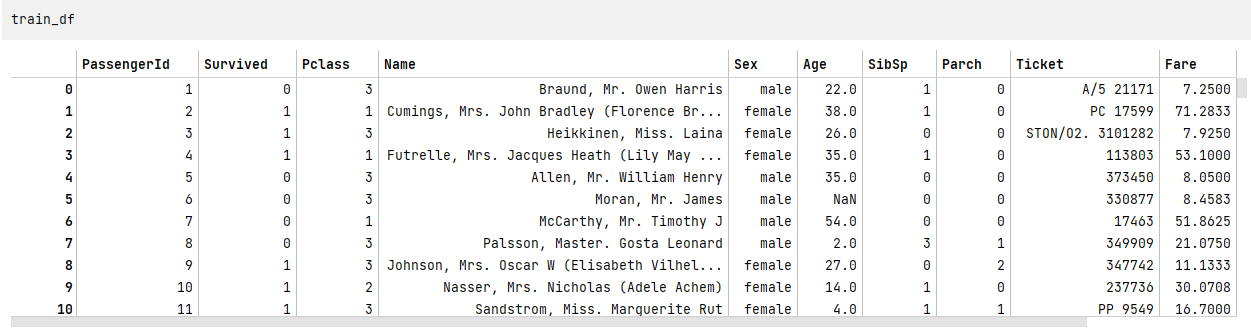 train_df
PassengerId Survived Pclass Name Sex Age SibSp Parch Ticket Fare
0 1 0 3 Braund, Mr. Owen Harris male 22.0 1 0 A/5 21171 7.2500
1 2 1 1 Cumings, Mrs. John Bradley (Florence Br... female 38.0 1 0 PC 17599 71.2833
2 3 1 3 Heikkinen, Miss. Laina female 26.0 0 0 STON/O2. 3101282 7.9250
3 4 1 1 Futrelle, Mrs. Jacques Heath (Lily May ... female 35.0 1 0 113803 53.1000
4 5 0 3 Allen, Mr. William Henry male 35.0 0 0 373450 8.0500
5 6 0 3 Moran, Mr. James male NaN 0 0 330877 8.4583
6 7 0 1 McCarthy, Mr. Timothy J male 54.0 0 0 17463 51.8625
7 8 0 3 Palsson, Master. Gosta Leonard male 2.0 3 1 349909 21.0750
8 9 1 3 Johnson, Mrs. Oscar W (Elisabeth Vilhel... female 27.0 0 2 347742 11.1333
9 10 1 2 Nasser, Mrs. Nicholas (Adele Achem) female 14.0 1 0 237736 30.0708
10 11 1 3 Sandstrom, Miss. Marguerite Rut female 4.0 1 1 PP 9549 16.7000